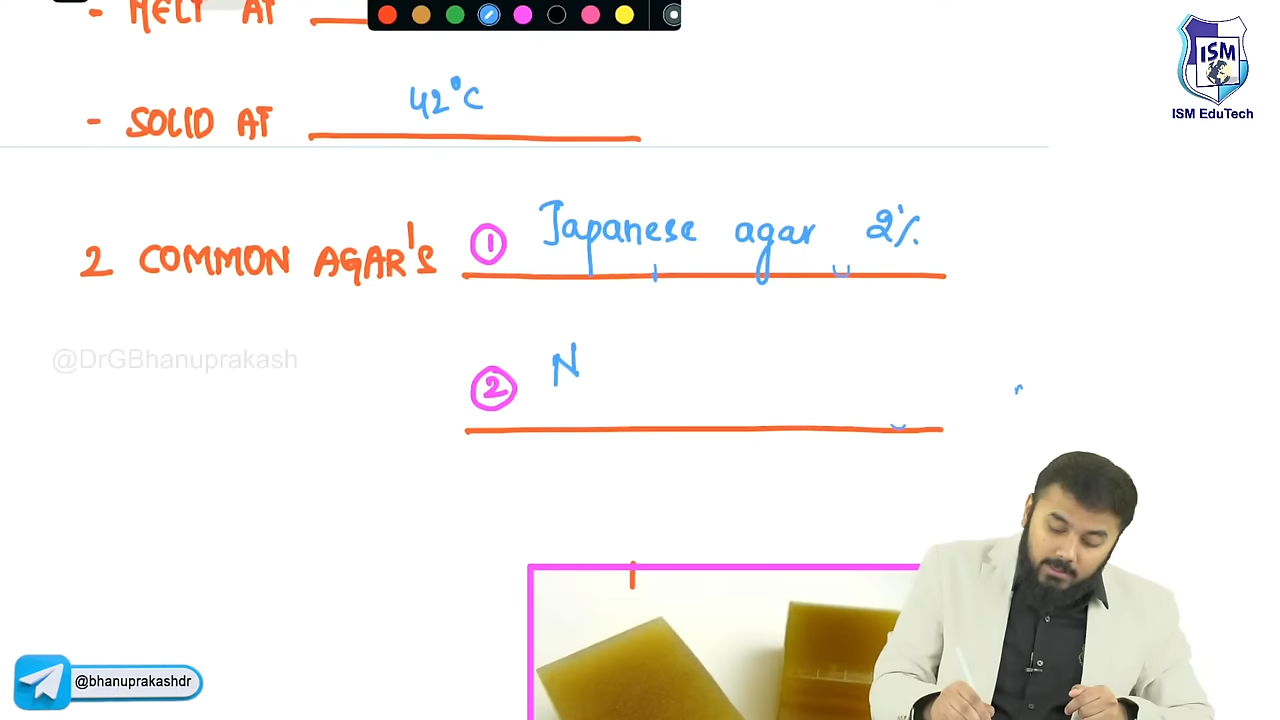 - MELT AT
- SOLID AT 42°C
2 COMMON AGAR'S ① Japanese agar 2%
② N
@DrGBhanuprakash
@bhanuprakashdr
ISM
ISM EduTech